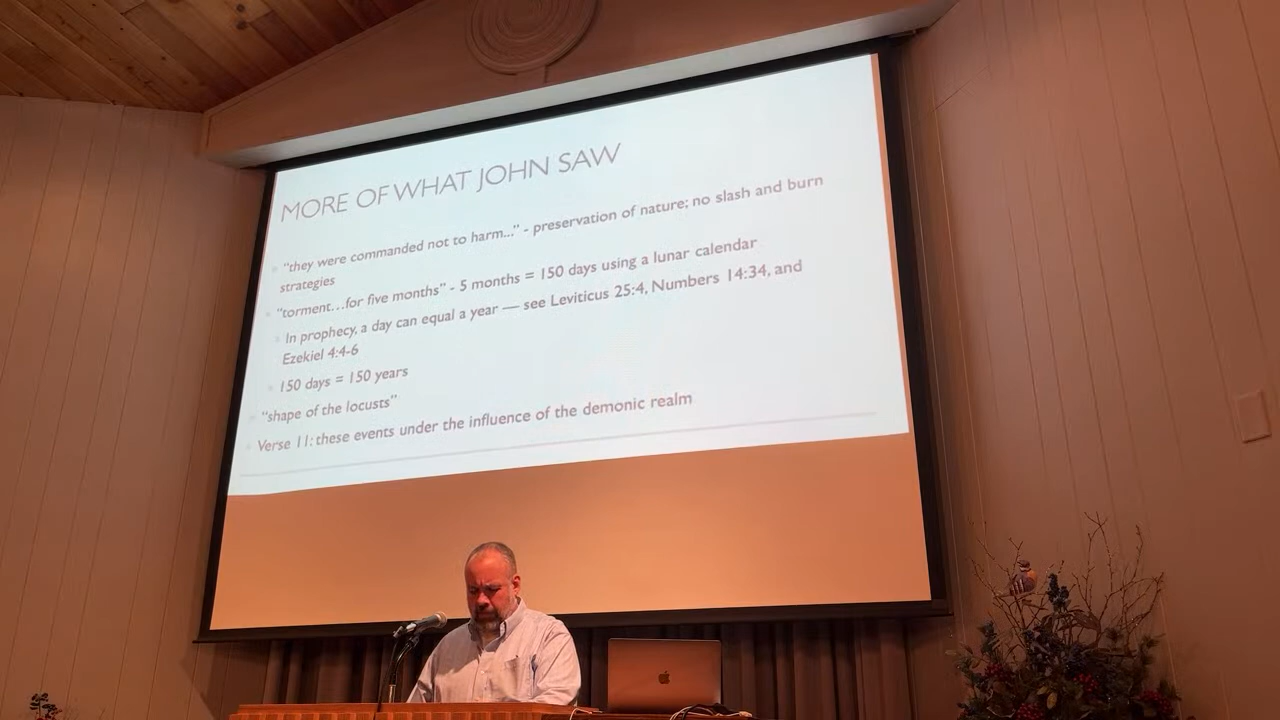 MORE OF WHAT JOHN SAW
"they were commanded not to harm..." - preservation of nature; no slash and burn
strategies
"torment…for five months" - 5 months = 150 days using a lunar calendar
In prophecy, a day can equal a year — see Leviticus 25:4, Numbers 14:34, and
Ezekiel 4:4-6
150 days = 150 years
"shape of the locusts"
Verse 11: these events under the influence of the demonic realm